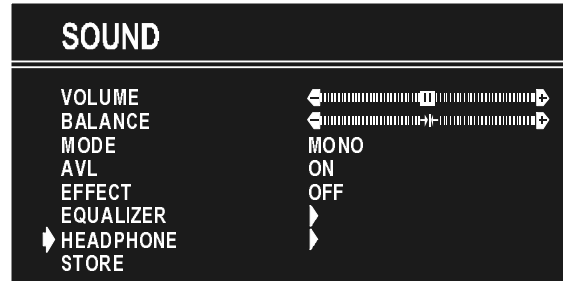 SOUND
VOLUME - +
BALANCE - +
MODE MONO
AVL ON
EFFECT OFF
EQUALIZER
HEADPHONE
STORE